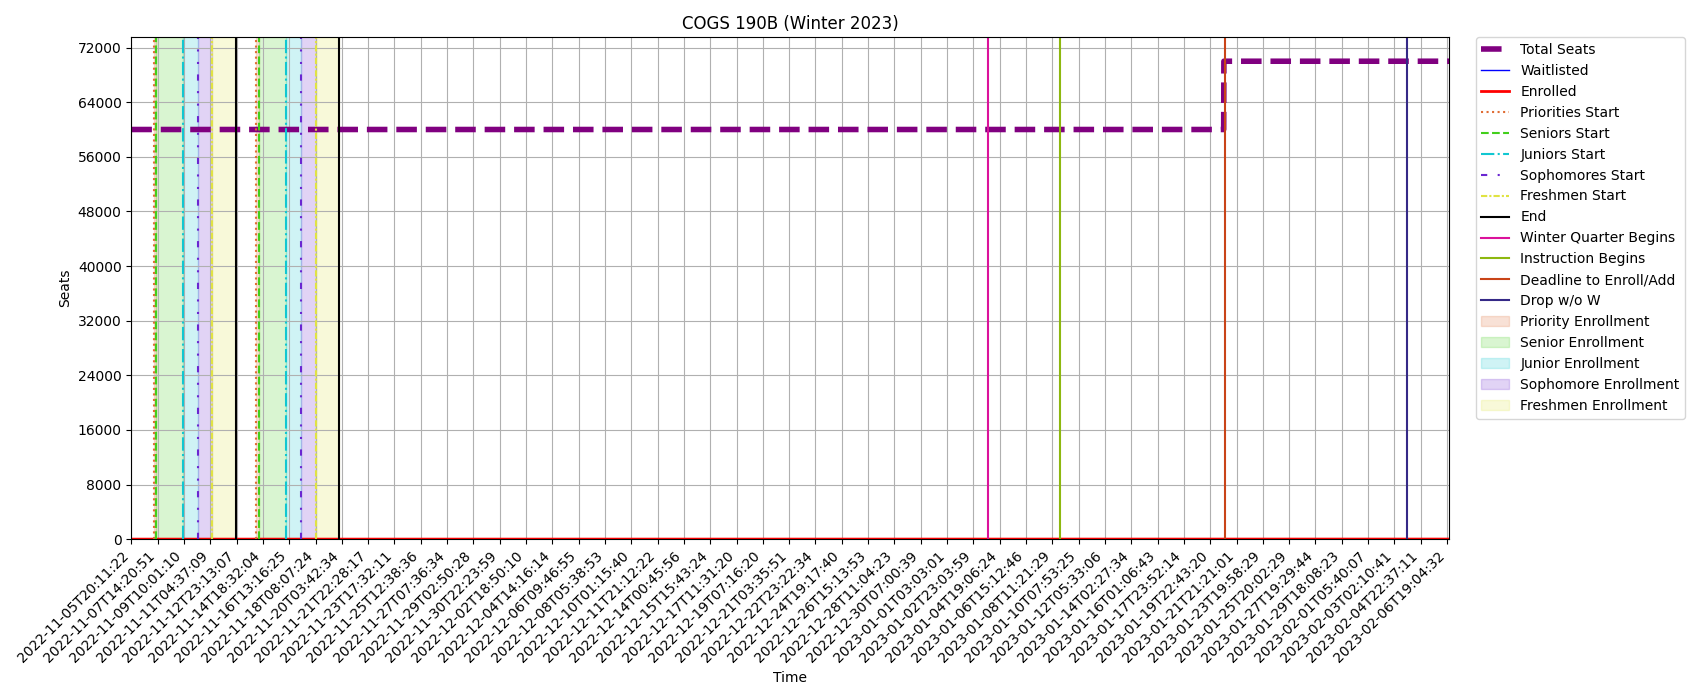 COGS 190B (Winter 2023)
72000
64000
56000
48000
40000
32000
24000
16000
8000
0
Seats
2022-11-05T20:11:22
2022-11-07T14:20:51
2022-11-09T10:01:10
2022-11-11T04:37:09
2022-11-12T23:13:07
2022-11-14T18:32:04
2022-11-16T13:16:25
2022-11-18T08:07:24
2022-11-20T03:42:34
2022-11-21T22:28:17
2022-11-23T17:32:11
2022-11-25T12:38:36
2022-11-27T07:36:34
2022-11-29T02:50:28
2022-11-30T22:23:59
2022-12-02T18:50:10
2022-12-04T14:16:14
2022-12-06T09:46:55
2022-12-08T05:38:53
2022-12-10T01:15:40
2022-12-11T21:12:22
2022-12-14T00:45:56
2022-12-15T15:43:24
2022-12-17T11:31:20
2022-12-19T07:16:20
2022-12-21T03:35:51
2022-12-22T23:22:34
2022-12-24T19:17:40
2022-12-26T15:13:53
2022-12-28T11:04:23
2022-12-30T07:00:39
2023-01-01T03:03:01
2023-01-02T23:03:59
2023-01-04T19:06:24
2023-01-06T15:12:46
2023-01-08T11:21:29
2023-01-10T07:53:25
2023-01-12T05:33:06
2023-01-14T02:27:34
2023-01-16T01:06:43
2023-01-17T23:52:14
2023-01-19T22:43:20
2023-01-21T21:21:01
2023-01-23T19:58:29
2023-01-25T20:02:29
2023-01-27T19:29:44
2023-01-29T18:08:23
2023-02-01T05:40:07
2023-02-03T02:10:41
2023-02-04T22:37:11
2023-02-06T19:04:32
Time
Total Seats
Waitlisted
Enrolled
Priorities Start
Seniors Start
Juniors Start
Sophomores Start
Freshmen Start
End
Winter Quarter Begins
Instruction Begins
Deadline to Enroll/Add
Drop w/o W
Priority Enrollment
Senior Enrollment
Junior Enrollment
Sophomore Enrollment
Freshmen Enrollment